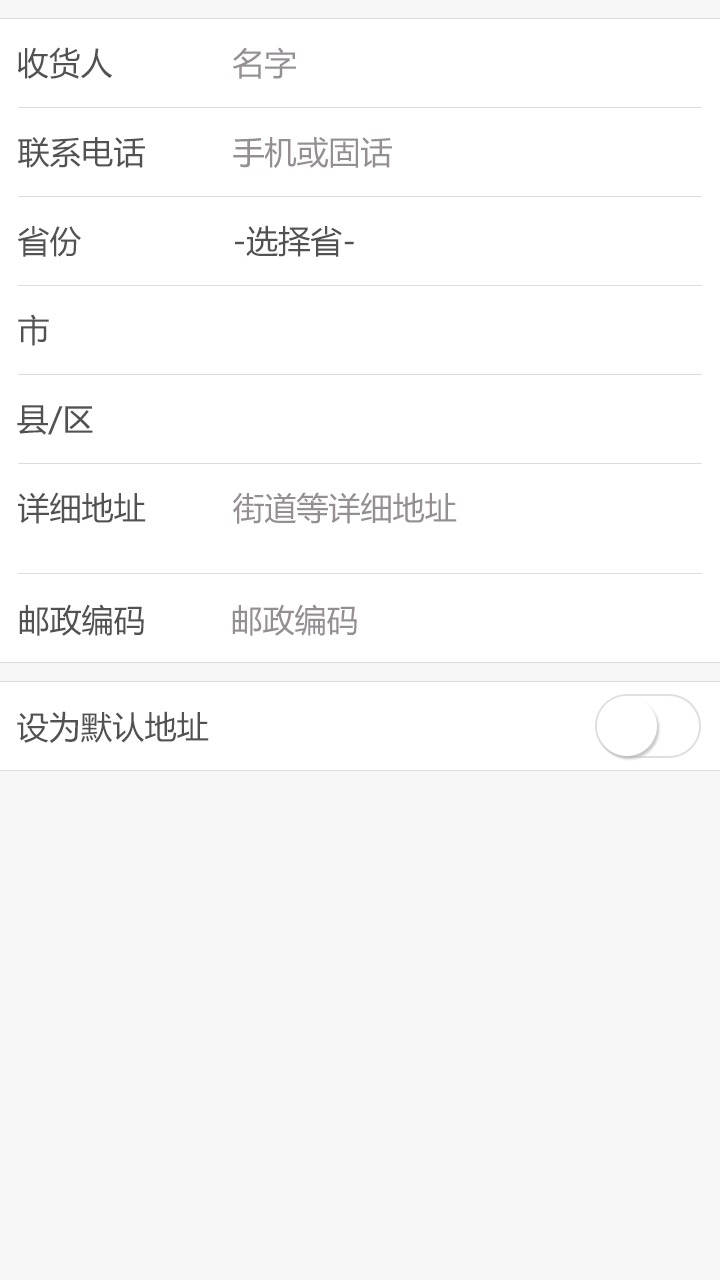 收货人 名字
联系电话 手机或固话
省份 -选择省-
市
县/区
详细地址 街道等详细地址
邮政编码 邮政编码
设为默认地址